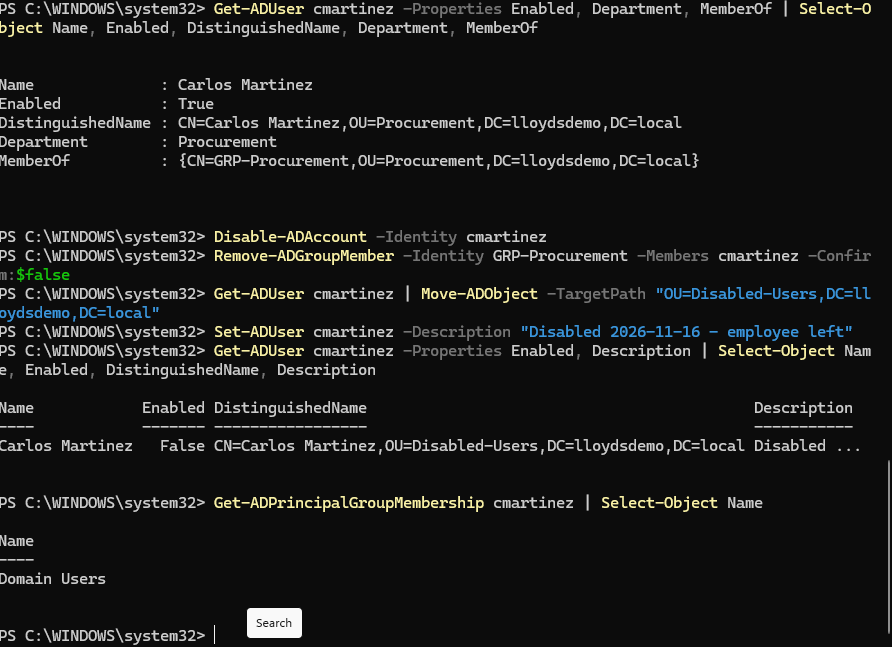 PS C:\WINDOWS\system32> Get-ADUser cmartinez -Properties Enabled, Department, MemberOf | Select-O
bject Name, Enabled, DistinguishedName, Department, MemberOf
Name              : Carlos Martinez
Enabled           : True
DistinguishedName : CN=Carlos Martinez,OU=Procurement,DC=lloydsdemo,DC=local
Department        : Procurement
MemberOf          : {CN=GRP-Procurement,OU=Procurement,DC=lloydsdemo,DC=local}
PS C:\WINDOWS\system32> Disable-ADAccount -Identity cmartinez
PS C:\WINDOWS\system32> Remove-ADGroupMember -Identity GRP-Procurement -Members cmartinez -Confir
m:$false
PS C:\WINDOWS\system32> Get-ADUser cmartinez | Move-ADObject -TargetPath "OU=Disabled-Users,DC=ll
oydsdemo,DC=local"
PS C:\WINDOWS\system32> Set-ADUser cmartinez -Description "Disabled 2026-11-16 - employee left"
PS C:\WINDOWS\system32> Get-ADUser cmartinez -Properties Enabled, Description | Select-Object Nam
e, Enabled, DistinguishedName, Description
Name            Enabled DistinguishedName                                           Description
----            ------- -----------------                                           -----------
Carlos Martinez   False CN=Carlos Martinez,OU=Disabled-Users,DC=lloydsdemo,DC=local Disabled ...
PS C:\WINDOWS\system32> Get-ADPrincipalGroupMembership cmartinez | Select-Object Name
Name
----
Domain Users
Search
PS C:\WINDOWS\system32>